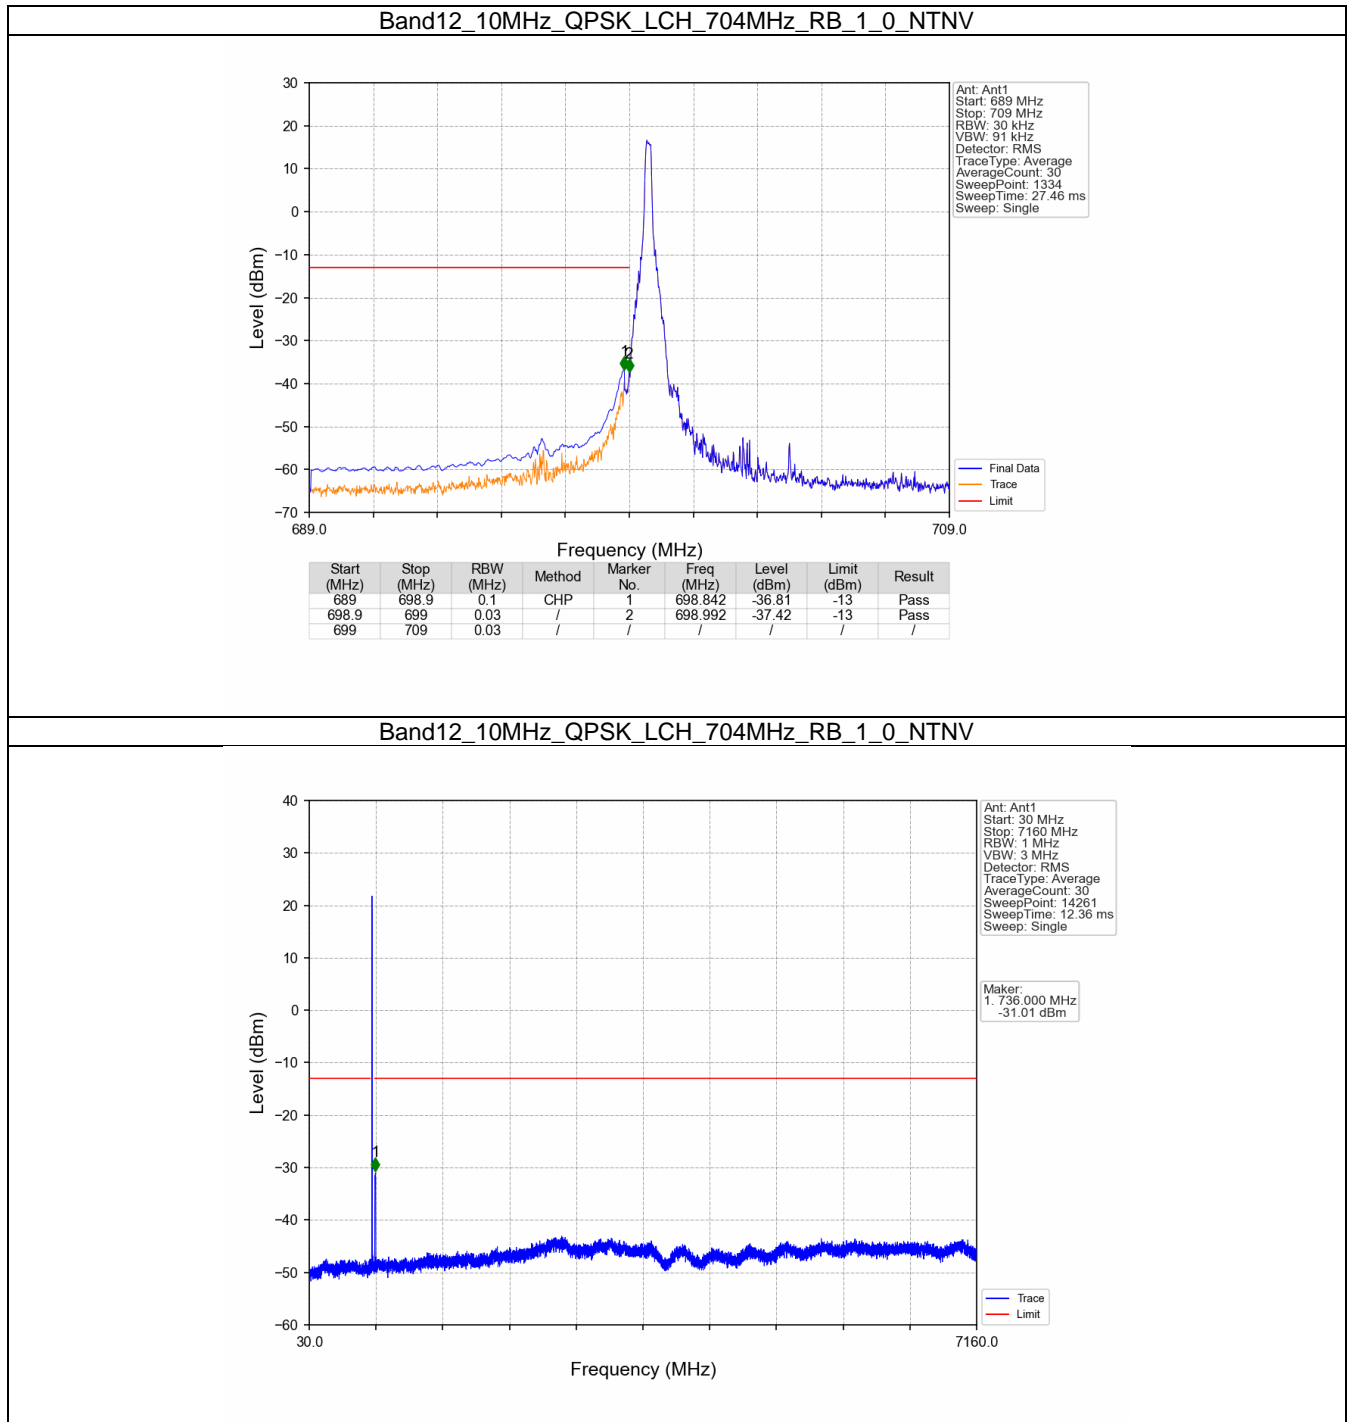 Band12_10MHz_QPSK_LCH_704MHz_RB_1_0_NTNV
Ant: Ant1
Start: 689 MHz
Stop: 709 MHz
RBW: 30 kHz
VBW: 91 kHz
Detector: RMS
TraceType: Average
AverageCount: 30
SweepPoint: 1334
SweepTime: 27.46 ms
Sweep: Single
30
20
10
0
−10
−20
−30
−40
−50
−60
−70
Level (dBm)
1
2
Final Data
Trace
Limit
689.0 709.0
Frequency (MHz)
Start (MHz) Stop (MHz) RBW (MHz) Method Marker No. Freq (MHz) Level (dBm) Limit (dBm) Result
689 698.9 0.1 CHP 1 698.842 -36.81 -13 Pass
698.9 699 0.03 / 2 698.992 -37.42 -13 Pass
699 709 0.03 / / / / / /
Band12_10MHz_QPSK_LCH_704MHz_RB_1_0_NTNV
Ant: Ant1
Start: 30 MHz
Stop: 7160 MHz
RBW: 1 MHz
VBW: 3 MHz
Detector: RMS
TraceType: Average
AverageCount: 30
SweepPoint: 14261
SweepTime: 12.36 ms
Sweep: Single
Maker:
1. 736.000 MHz
-31.01 dBm
40
30
20
10
0
−10
−20
−30
−40
−50
−60
Level (dBm)
1
Trace
Limit
30.0 7160.0
Frequency (MHz)